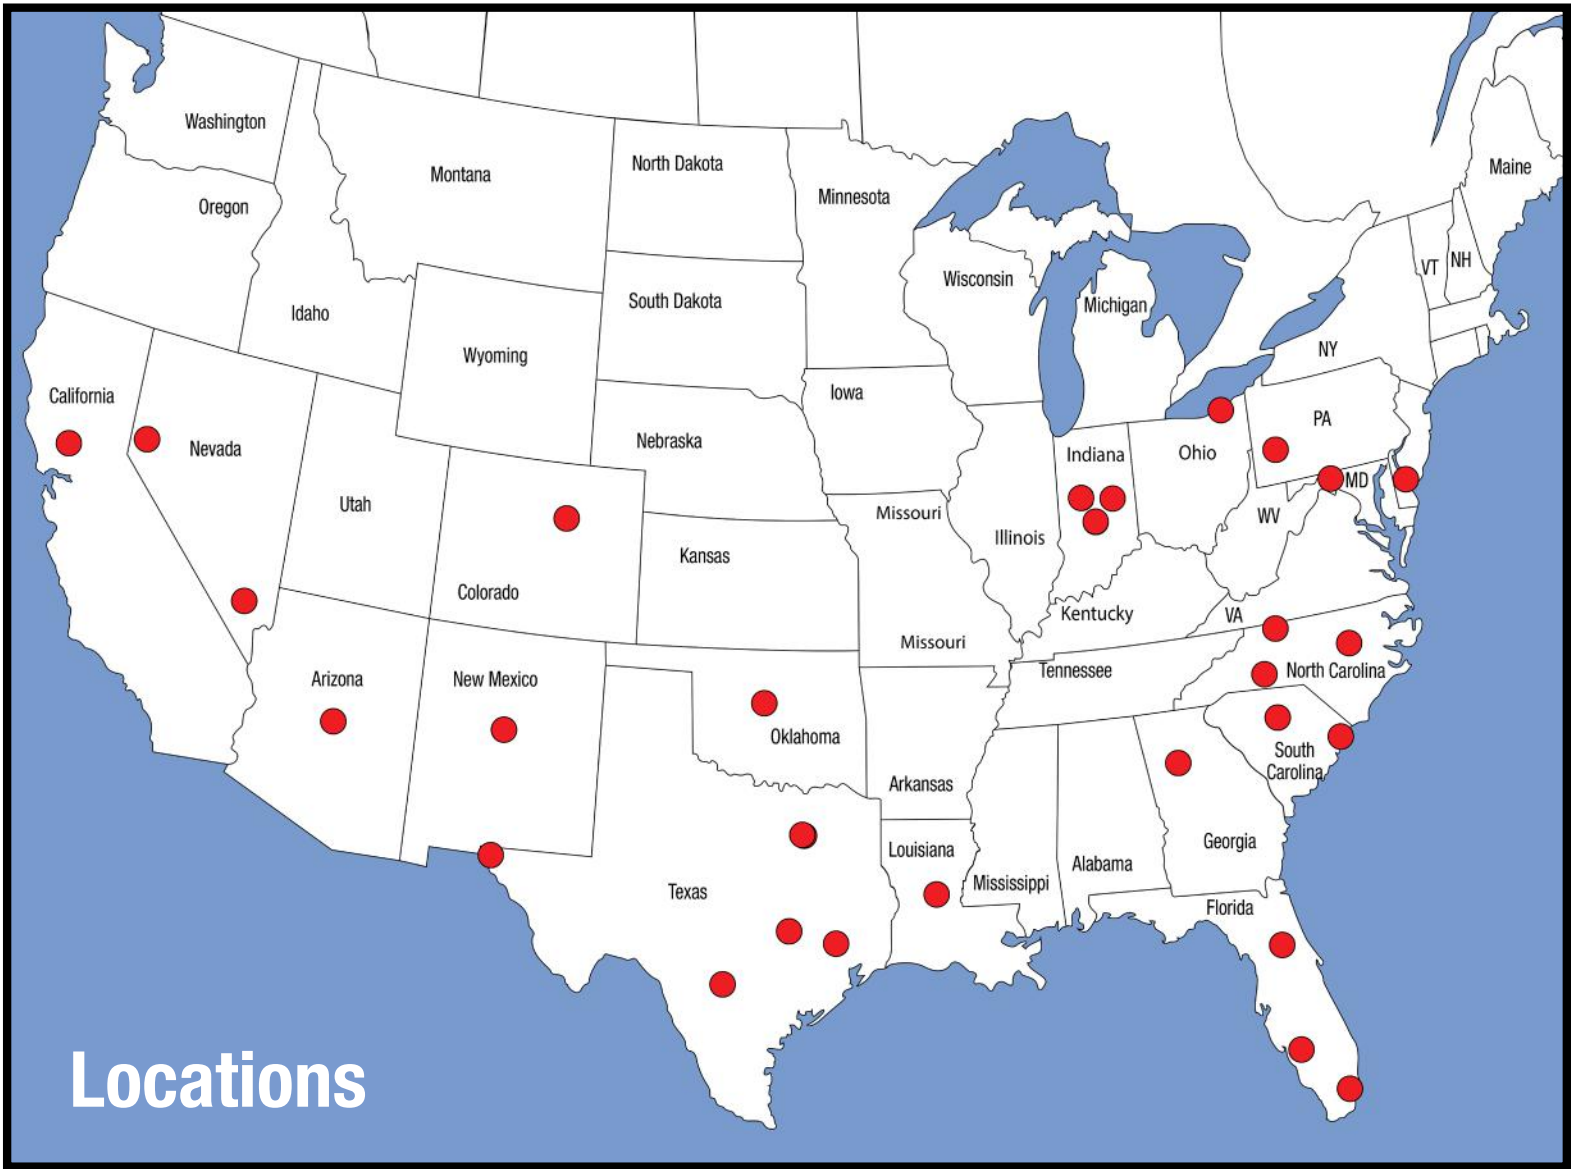 Washington
Montana
North Dakota
Minnesota
Maine
Oregon
Idaho
Wyoming
South Dakota
Wisconsin
Michigan
VT
NH
NY
California
Nevada
Utah
Colorado
Nebraska
Kansas
Iowa
Missouri
Illinois
Indiana
Ohio
PA
MD
WV
VA
Kentucky
Missouri
Tennessee
North Carolina
Arizona
New Mexico
Oklahoma
Arkansas
South
Carolina
Texas
Louisiana
Mississippi
Alabama
Georgia
Florida
Locations